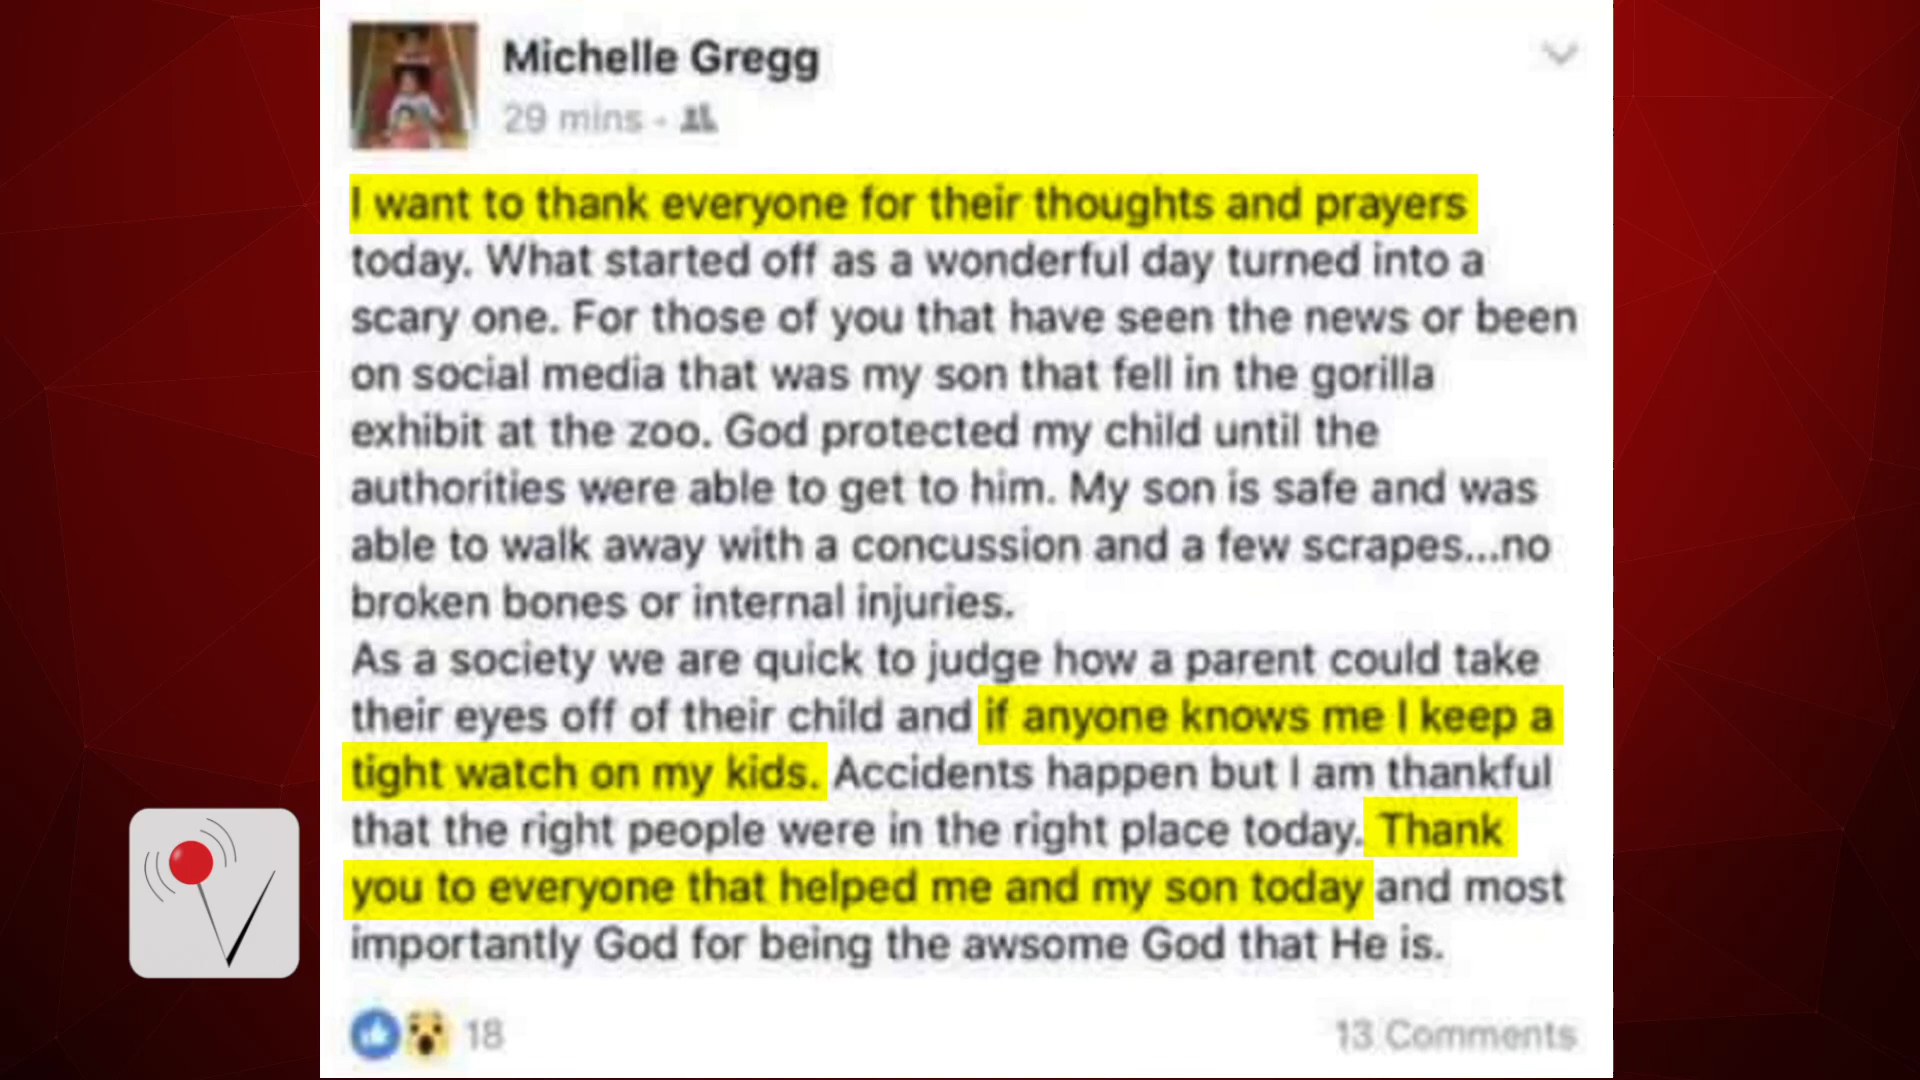 Michelle Gregg
29 mins •
I want to thank everyone for their thoughts and prayers
today. What started off as a wonderful day turned into a
scary one. For those of you that have seen the news or been
on social media that was my son that fell in the gorilla
exhibit at the zoo. God protected my child until the
authorities were able to get to him. My son is safe and was
able to walk away with a concussion and a few scrapes...no
broken bones or internal injuries.
As a society we are quick to judge how a parent could take
their eyes off of their child and if anyone knows me I keep a
tight watch on my kids. Accidents happen but I am thankful
that the right people were in the right place today. Thank
you to everyone that helped me and my son today and most
importantly God for being the awsome God that He is.
18
13 Comments